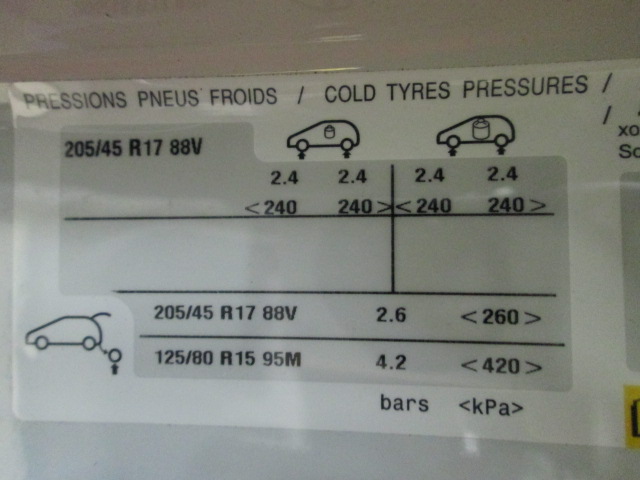 PRESSIONS PNEUS FROIDS / COLD TYRES PRESSURES /
/
xo
205/45 R17 88V
2.4 2.4 2.4 2.4
<240 240> <240 240>
205/45 R17 88V 2.6 <260>
125/80 R15 95M 4.2 <420>
bars <kPa>